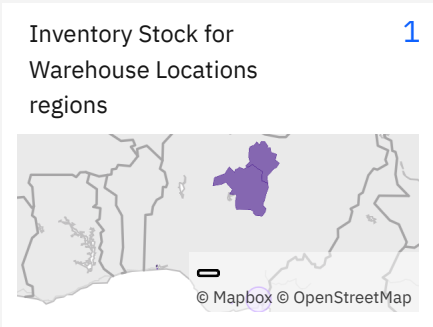 Inventory Stock for
1
Warehouse Locations
regions
© Mapbox © OpenStreetMap